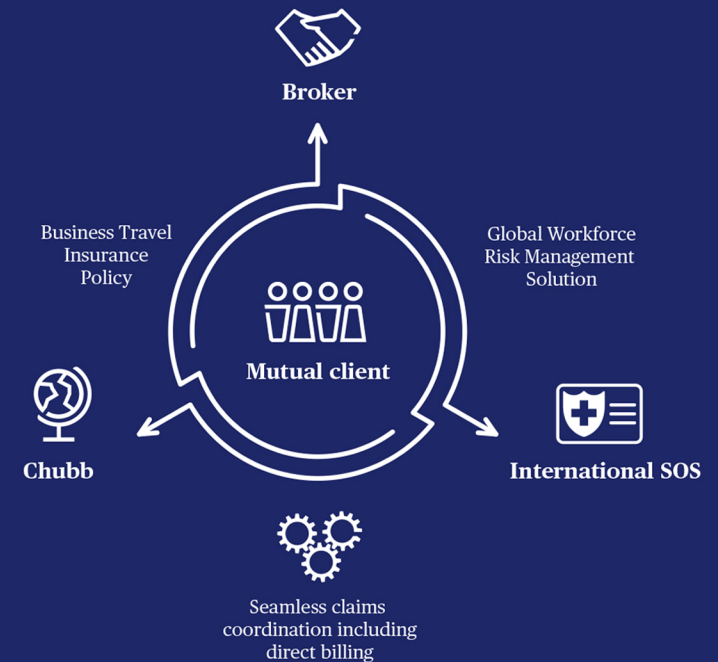 Broker
Business Travel
Insurance
Policy
Global Workforce
Risk Management
Solution
Mutual client
Chubb
International SOS
Seamless claims
coordination including
direct billing